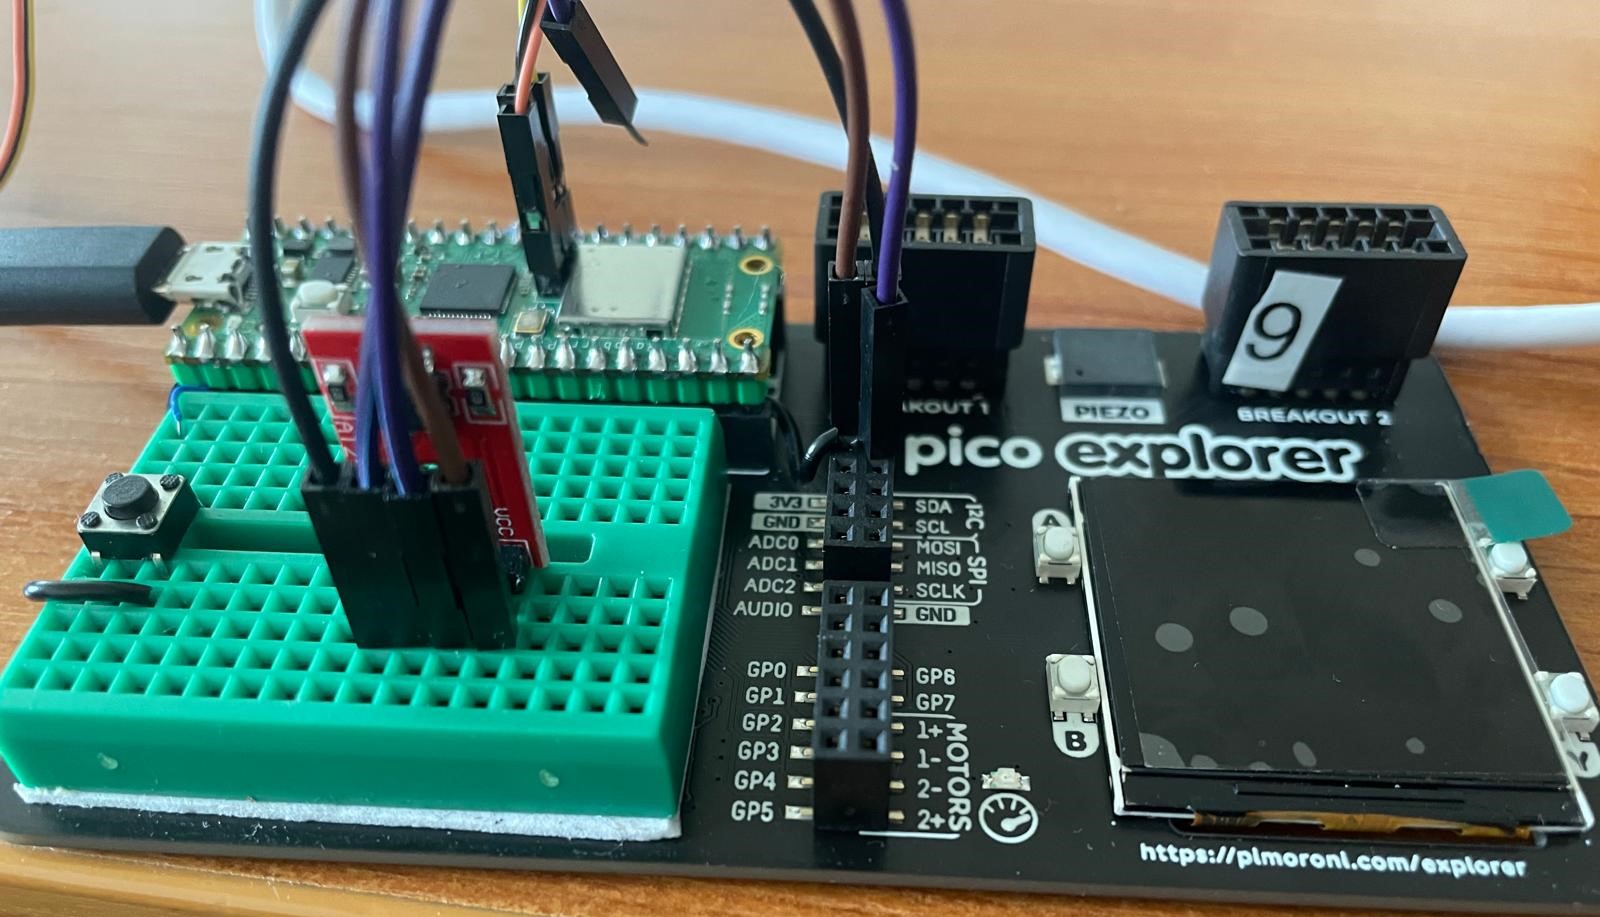 9
AKOUT 1
PIEZO
BREAKOUT 2
pico explorer
3V3
GND
ADC0
ADC1
ADC2
AUDIO
SDA
SCL
MOSI
MISO
SCLK
GND
I2C
SPI
A
VCC
GP0
GP1
GP2
GP3
GP4
GP5
GP6
GP7
1+
1-
2-
2+
MOTORS
B
Y
https://pimoroni.com/explorer